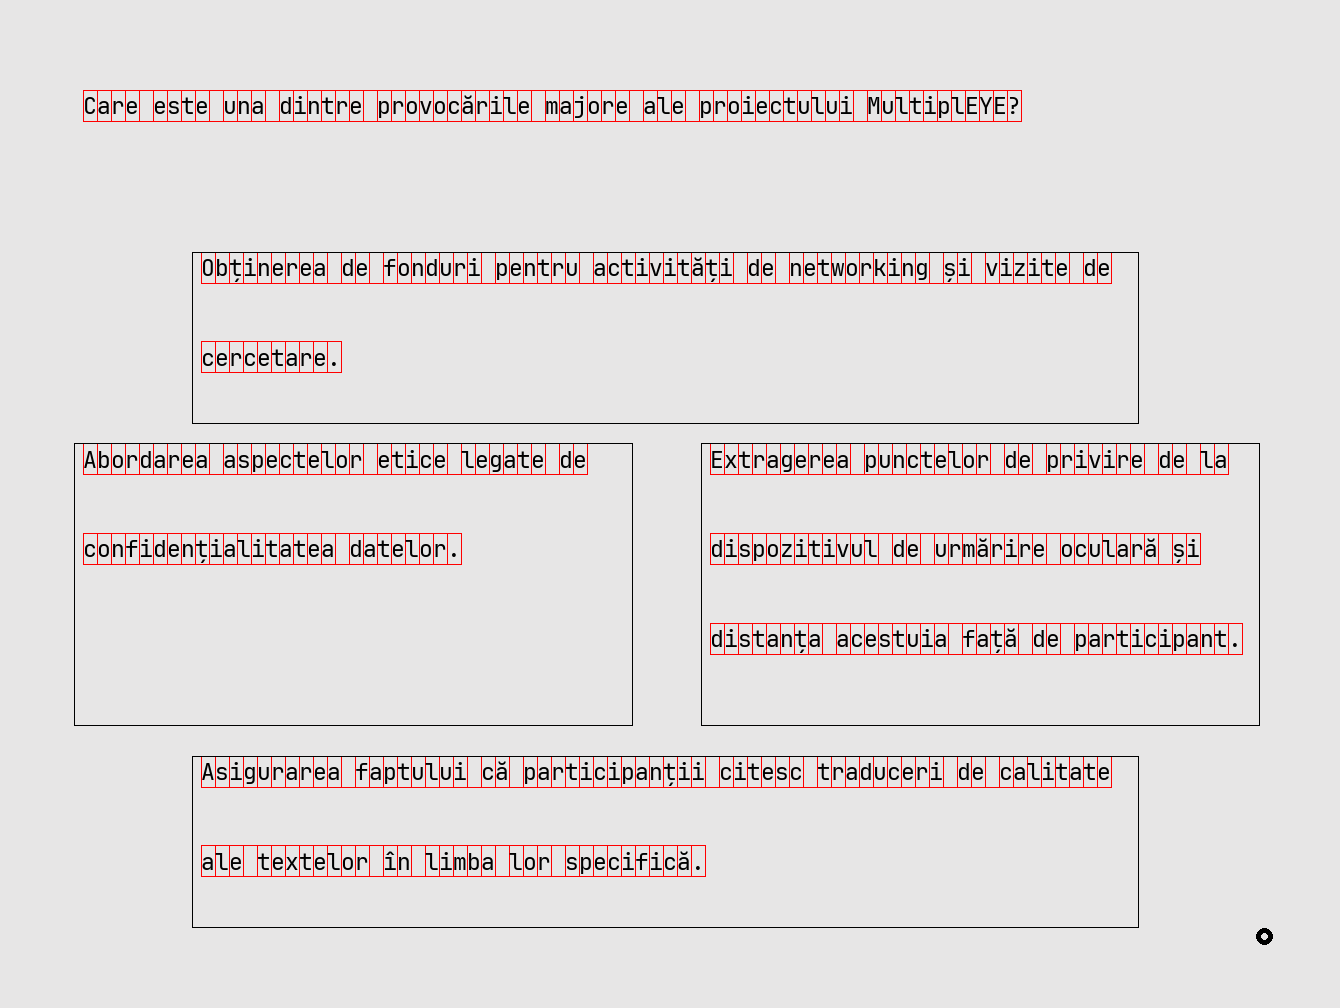 Care este una dintre provocările majore ale proiectului MultiplEYE?
Obținerea de fonduri pentru activități de networking și vizite de
cercetare.
Abordarea aspectelor etice legate de
confidențialitatea datelor.
Extragerea punctelor de privire de la
dispozitivul de urmărire oculară și
distanța acestuia față de participant.
Asigurarea faptului că participanții citesc traduceri de calitate
ale textelor în limba lor specifică.